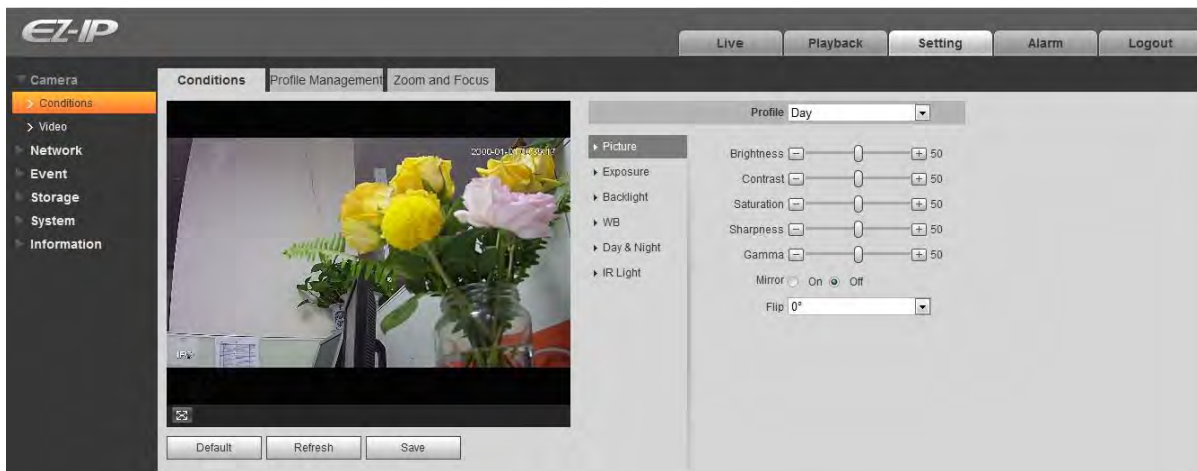 EZ-IP
Live
Playback
Setting
Alarm
Logout
Camera
Conditions
Video
Network
Event
Storage
System
Information
Conditions
Profile Management
Zoom and Focus
Profile Day
Picture
Exposure
Backlight
WB
Day & Night
IR Light
Brightness 50
Contrast 50
Saturation 50
Sharpness 50
Gamma 50
Mirror On Off
Flip 0°
Default
Refresh
Save